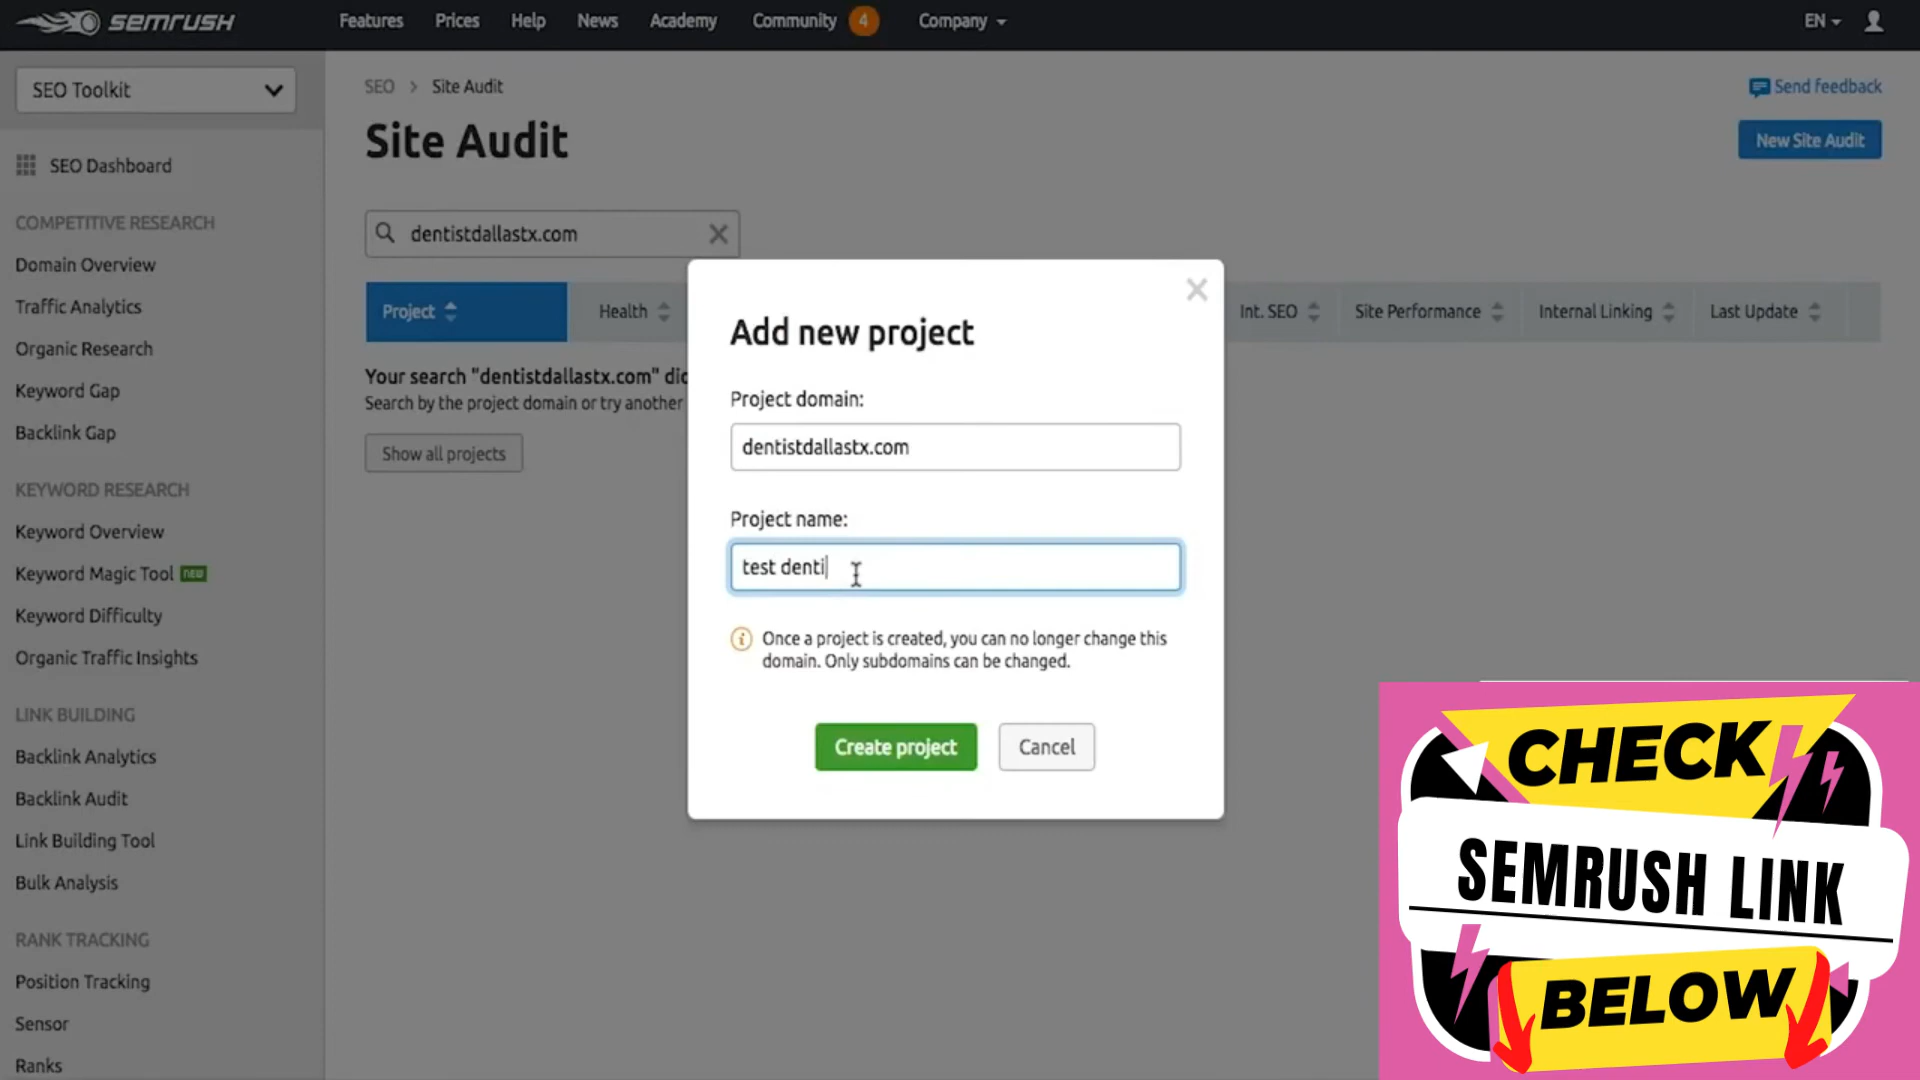 SEMRUSH
Features
Prices
Help
News
Academy
Community 4
Company
EN
SEO Toolkit
SEO Dashboard
COMPETITIVE RESEARCH
Domain Overview
Traffic Analytics
Organic Research
Keyword Gap
Backlink Gap
KEYWORD RESEARCH
Keyword Overview
Keyword Magic Tool NEW
Keyword Difficulty
Organic Traffic Insights
LINK BUILDING
Backlink Analytics
Backlink Audit
Link Building Tool
Bulk Analysis
RANK TRACKING
Position Tracking
Sensor
Ranks
SEO > Site Audit
Send feedback
Site Audit
New Site Audit
dentistdallastx.com
Project
Health
Int. SEO
Site Performance
Internal Linking
Last Update
Your search "dentistdallastx.com" did
Search by the project domain or try another
Show all projects
Add new project
Project domain:
dentistdallastx.com
Project name:
test denti
Once a project is created, you can no longer change this
domain. Only subdomains can be changed.
Create project
Cancel
CHECK
SEMRUSH LINK
BELOW